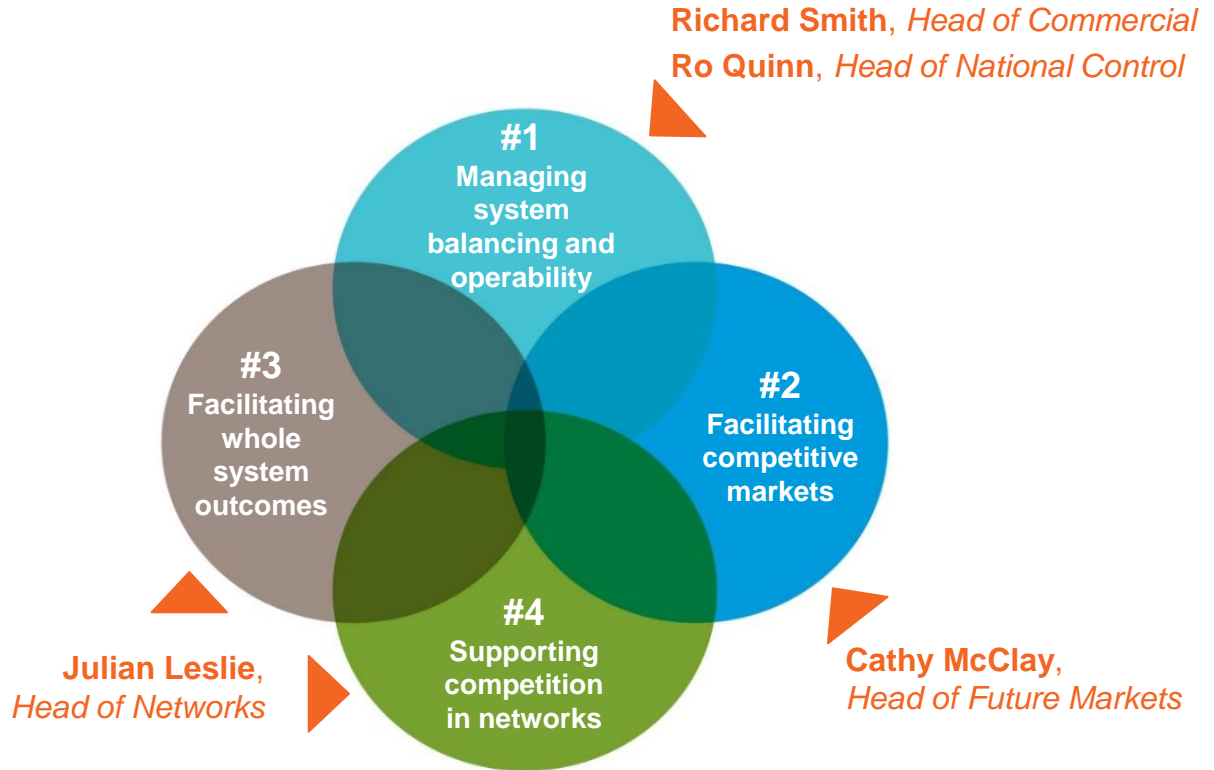 Richard Smith, Head of Commercial
Ro Quinn, Head of National Control
#1
Managing
system
balancing and
operability
#3
Facilitating
whole
system
outcomes
#2
Facilitating
competitive
markets
#4
Supporting
competition
in networks
Julian Leslie,
Head of Networks
Cathy McClay,
Head of Future Markets